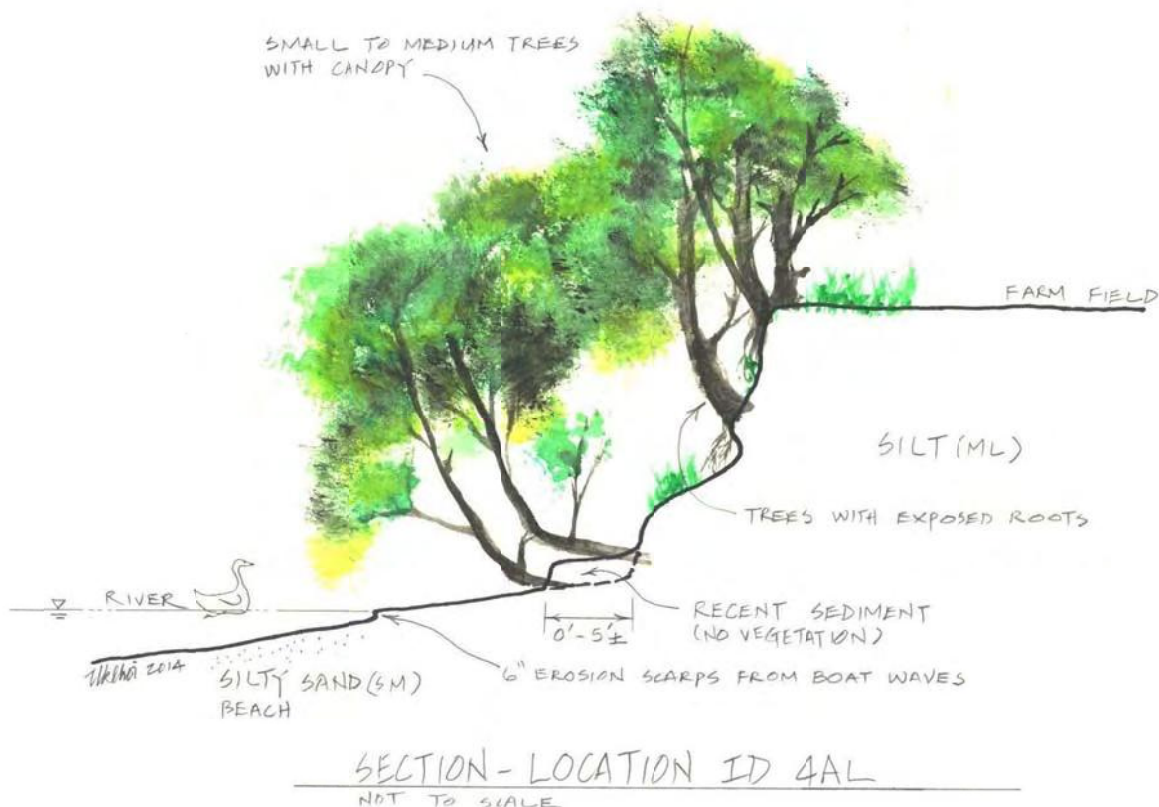 SMALL TO MEDIUM TREES
WITH CANOPY
FARM FIELD
SILT (ML)
TREES WITH EXPOSED ROOTS
RIVER
RECENT SEDIMENT
(NO VEGETATION)
0'-5'±
6" EROSION SCARPS FROM BOAT WAVES
2014
SILTY SAND (SM)
BEACH
SECTION - LOCATION ID 4AL
NOT TO SCALE